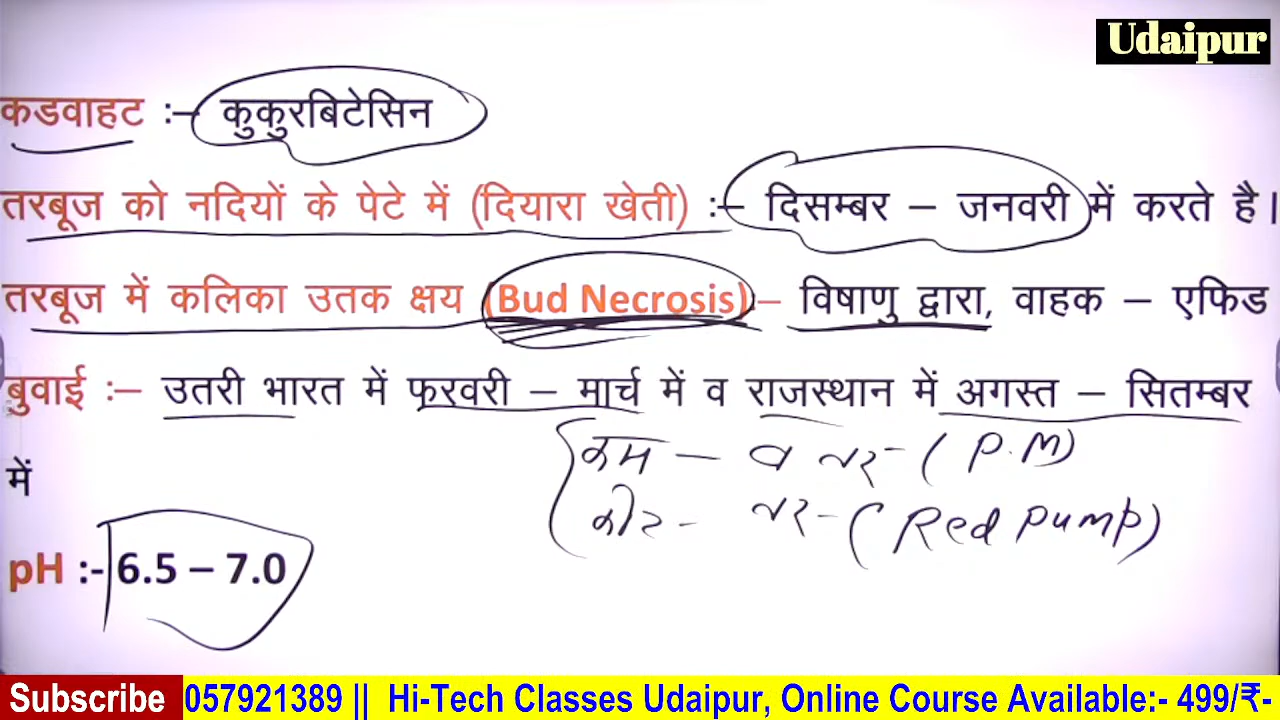 Udaipur
कडवाहट :– कुकुरबिटेसिन
तरबूज को नदियों के पेटे में (दियारा खेती) :– दिसम्बर – जनवरी में करते है।
तरबूज में कलिका उतक क्षय (Bud Necrosis)– विषाणु द्वारा, वाहक – एफिड
बुवाई :– उतरी भारत में फरवरी – मार्च में व राजस्थान में अगस्त – सितम्बर
में
– व नर – (P.M)
नर – (Red pump)
pH :- 6.5 – 7.0
Subscribe 057921389 || Hi-Tech Classes Udaipur, Online Course Available:- 499/₹-